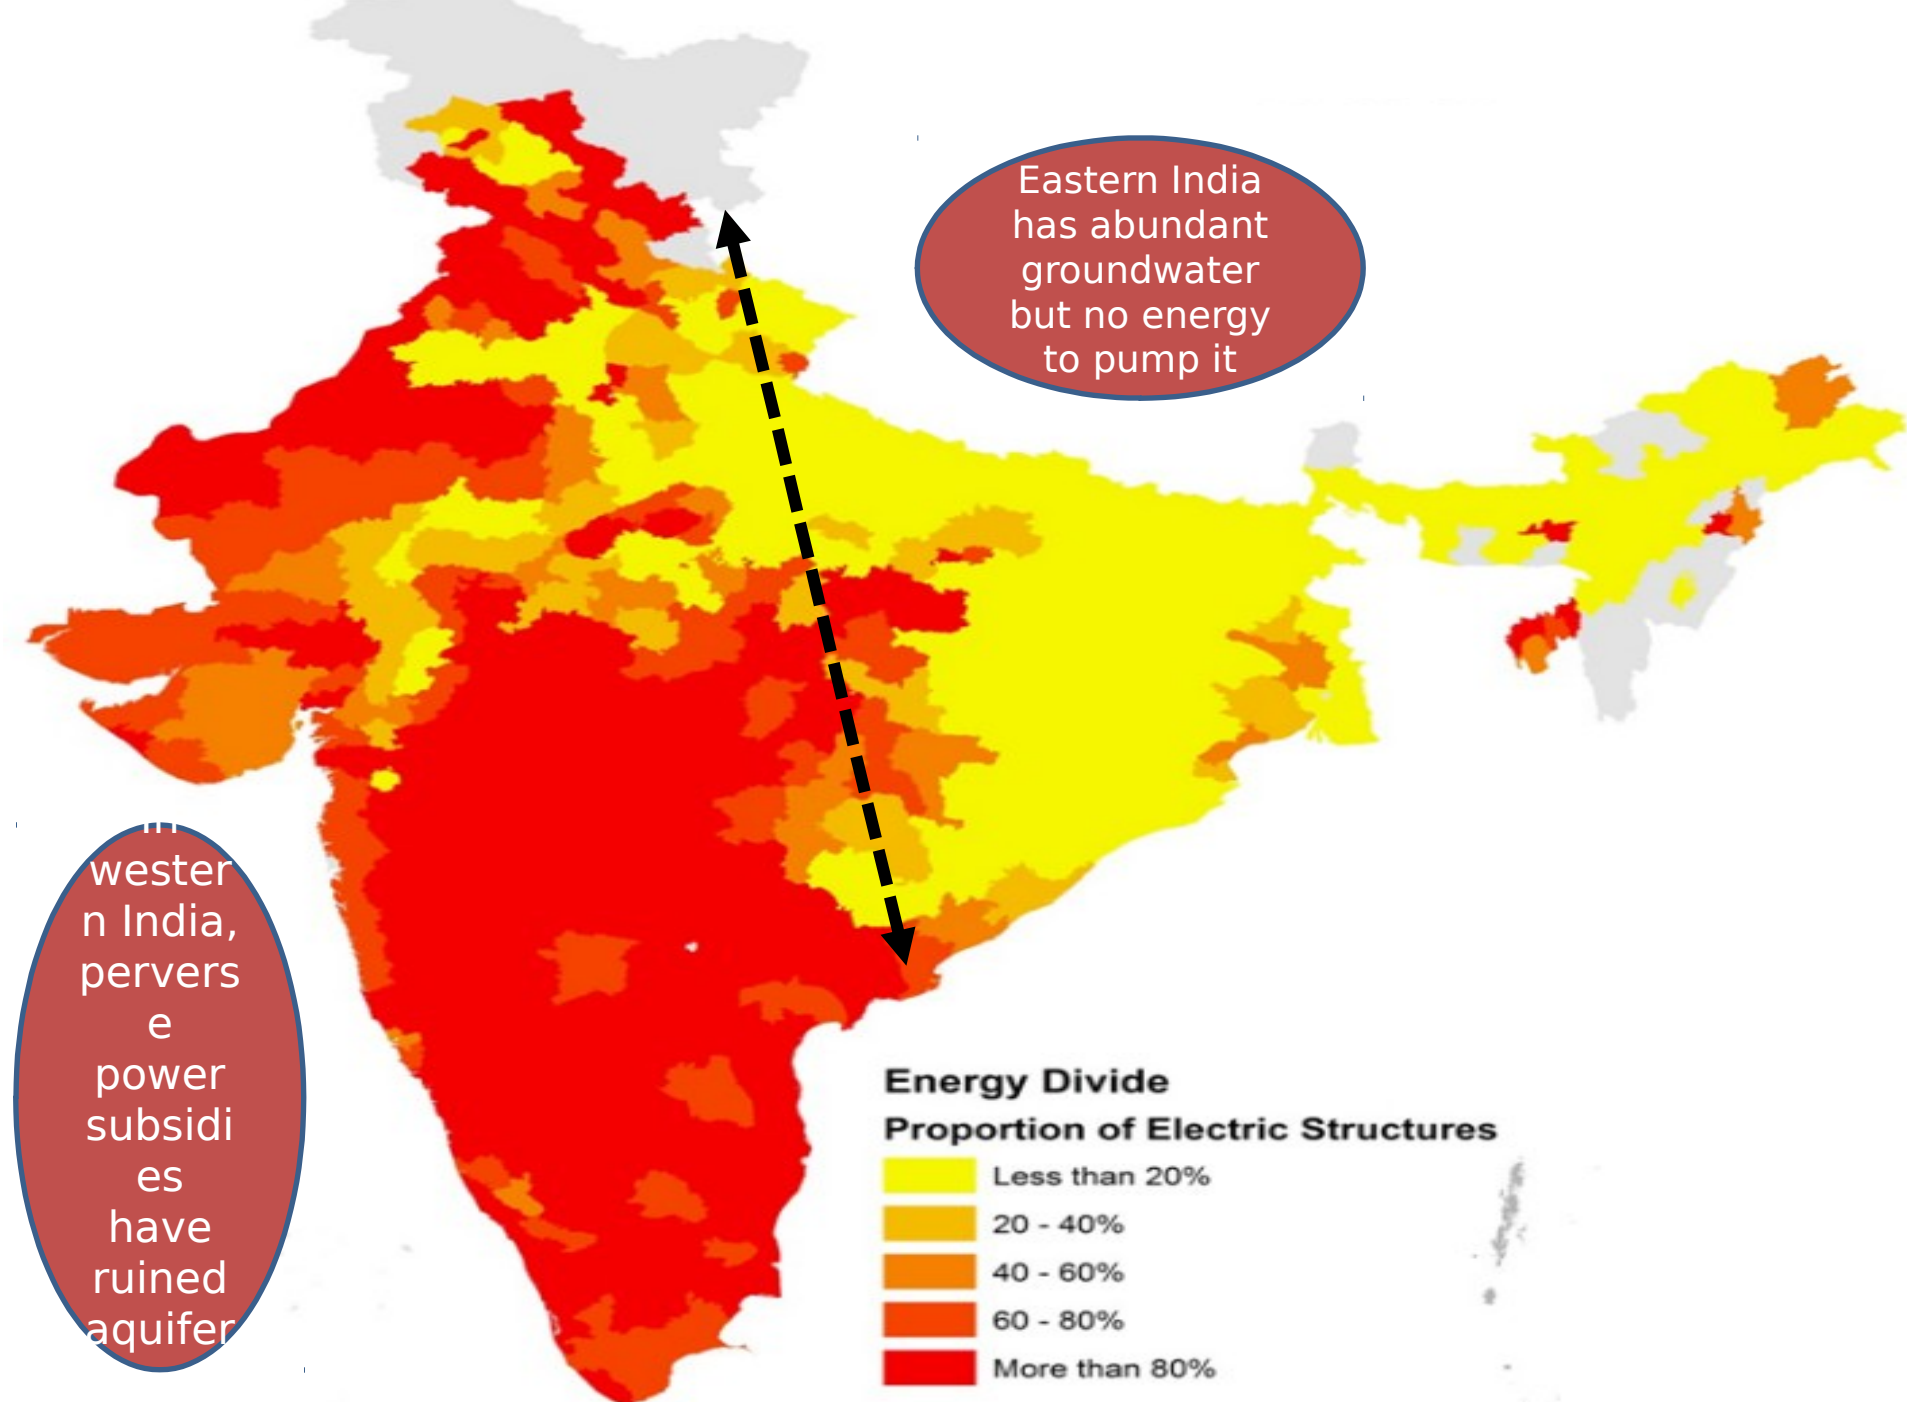 Eastern India
has abundant
groundwater
but no energy
to pump it
In
wester
n India,
pervers
e
power
subsidi
es
have
ruined
aquifer
Energy Divide
Proportion of Electric Structures
Less than 20%
20 - 40%
40 - 60%
60 - 80%
More than 80%